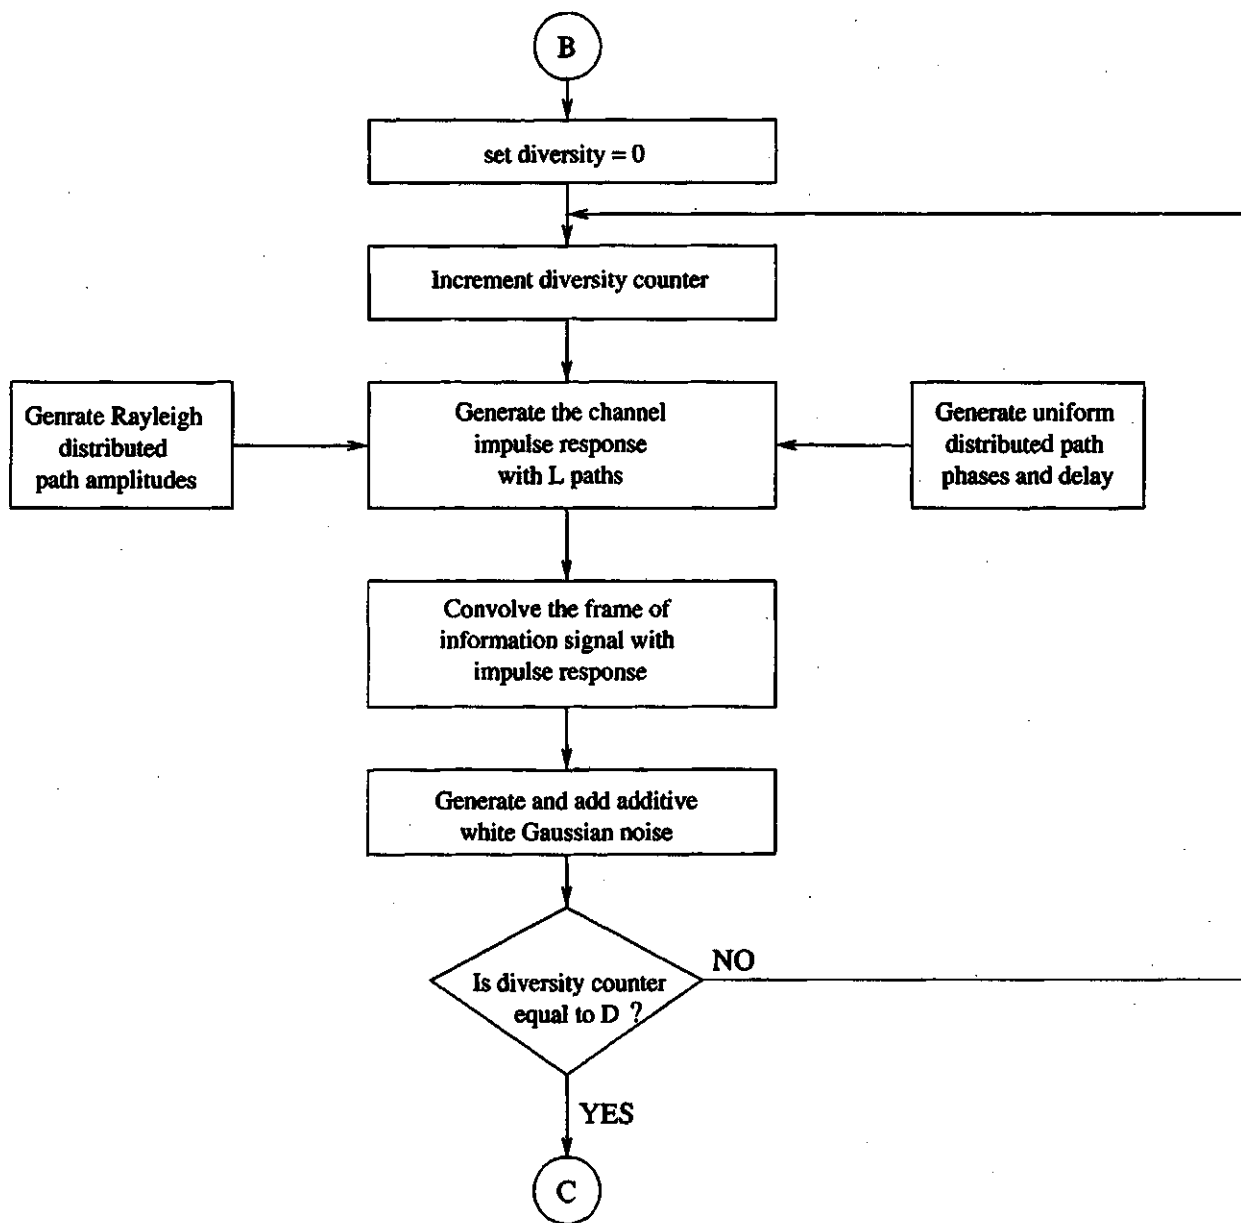 B
set diversity = 0
Increment diversity counter
Genrate Rayleigh
distributed
path amplitudes
Generate the channel
impulse response
with L paths
Generate uniform
distributed path
phases and delay
Convolve the frame of
information signal with
impulse response
Generate and add additive
white Gaussian noise
Is diversity counter
equal to D ?
NO
YES
C